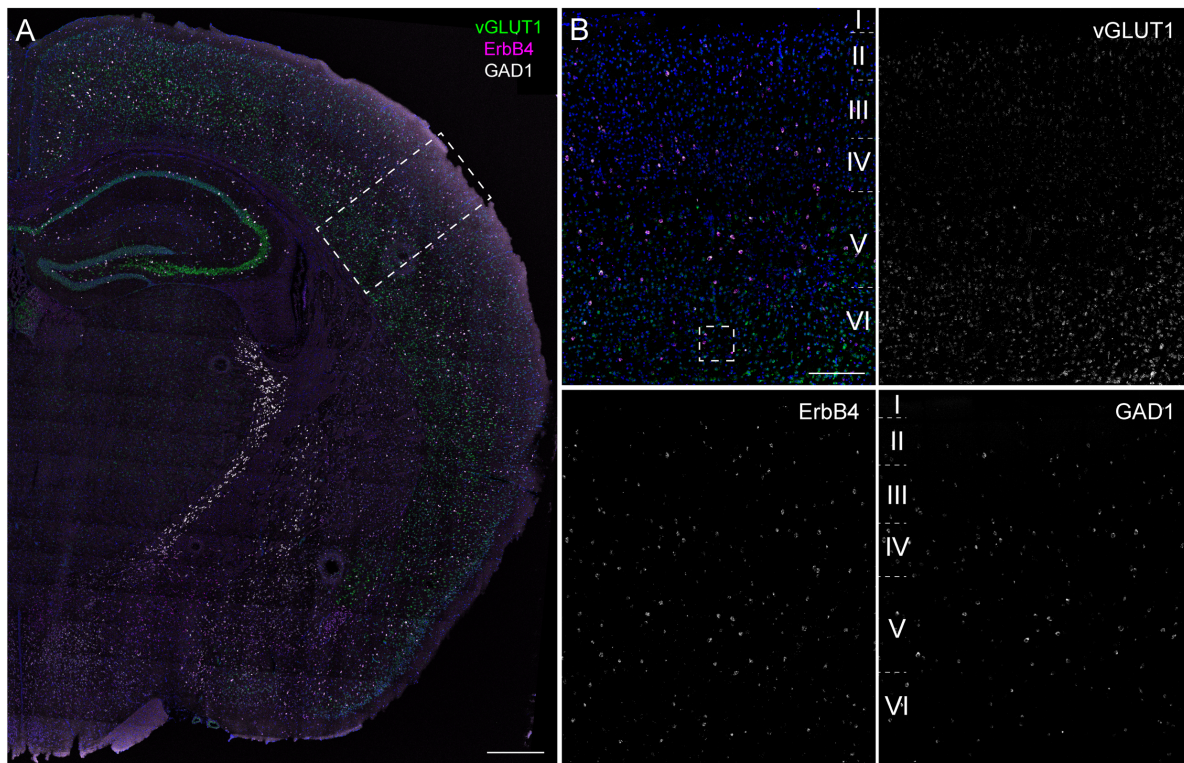 A
vGLUT1
ErbB4
GAD1
B
I
II
III
IV
V
VI
vGLUT1
ErbB4
GAD1
I
II
III
IV
V
VI